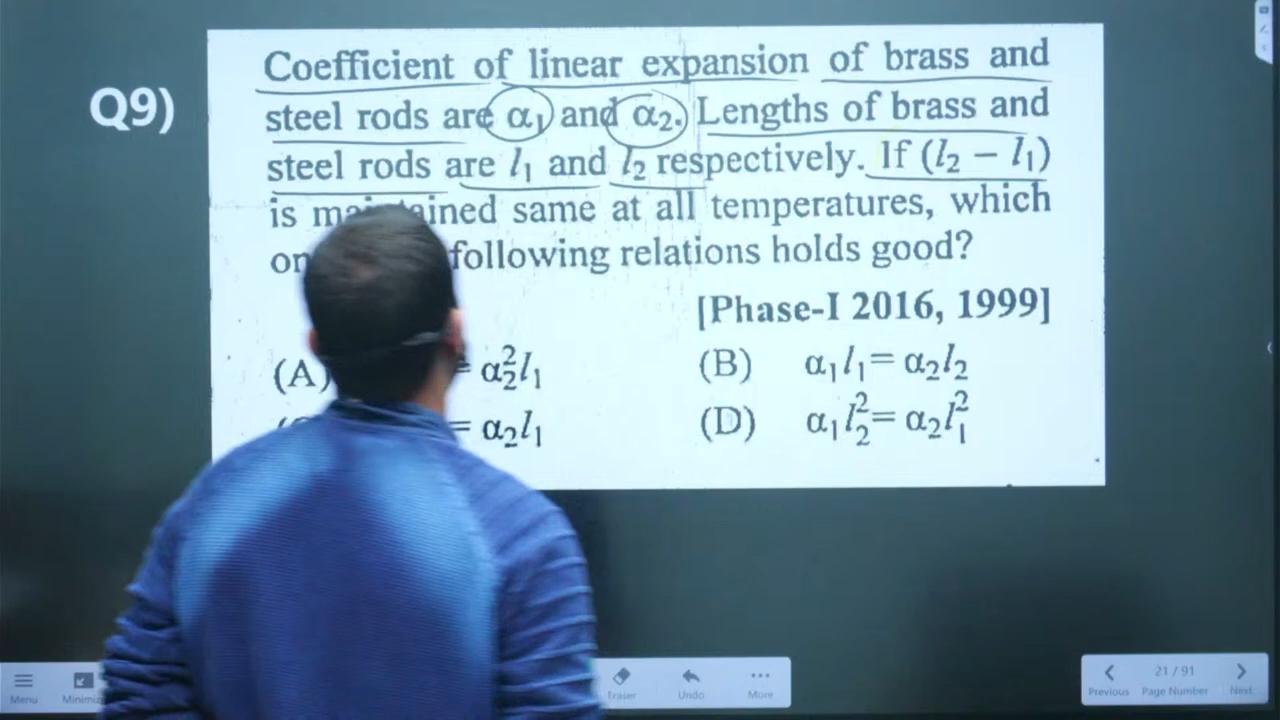 Q9)
Coefficient of linear expansion of brass and
steel rods are α₁ and α₂. Lengths of brass and
steel rods are l₁ and l₂ respectively. If (l₂ − l₁)
is maintained same at all temperatures, which
following relations holds good?
[Phase-I 2016, 1999]
(A) = α₂²l₁
(B) α₁l₁ = α₂l₂
= α₂l₁
(D) α₁l₂² = α₂l₁²
Menu
Eraser
Undo
More
Previous
21/91
Page Number
Next